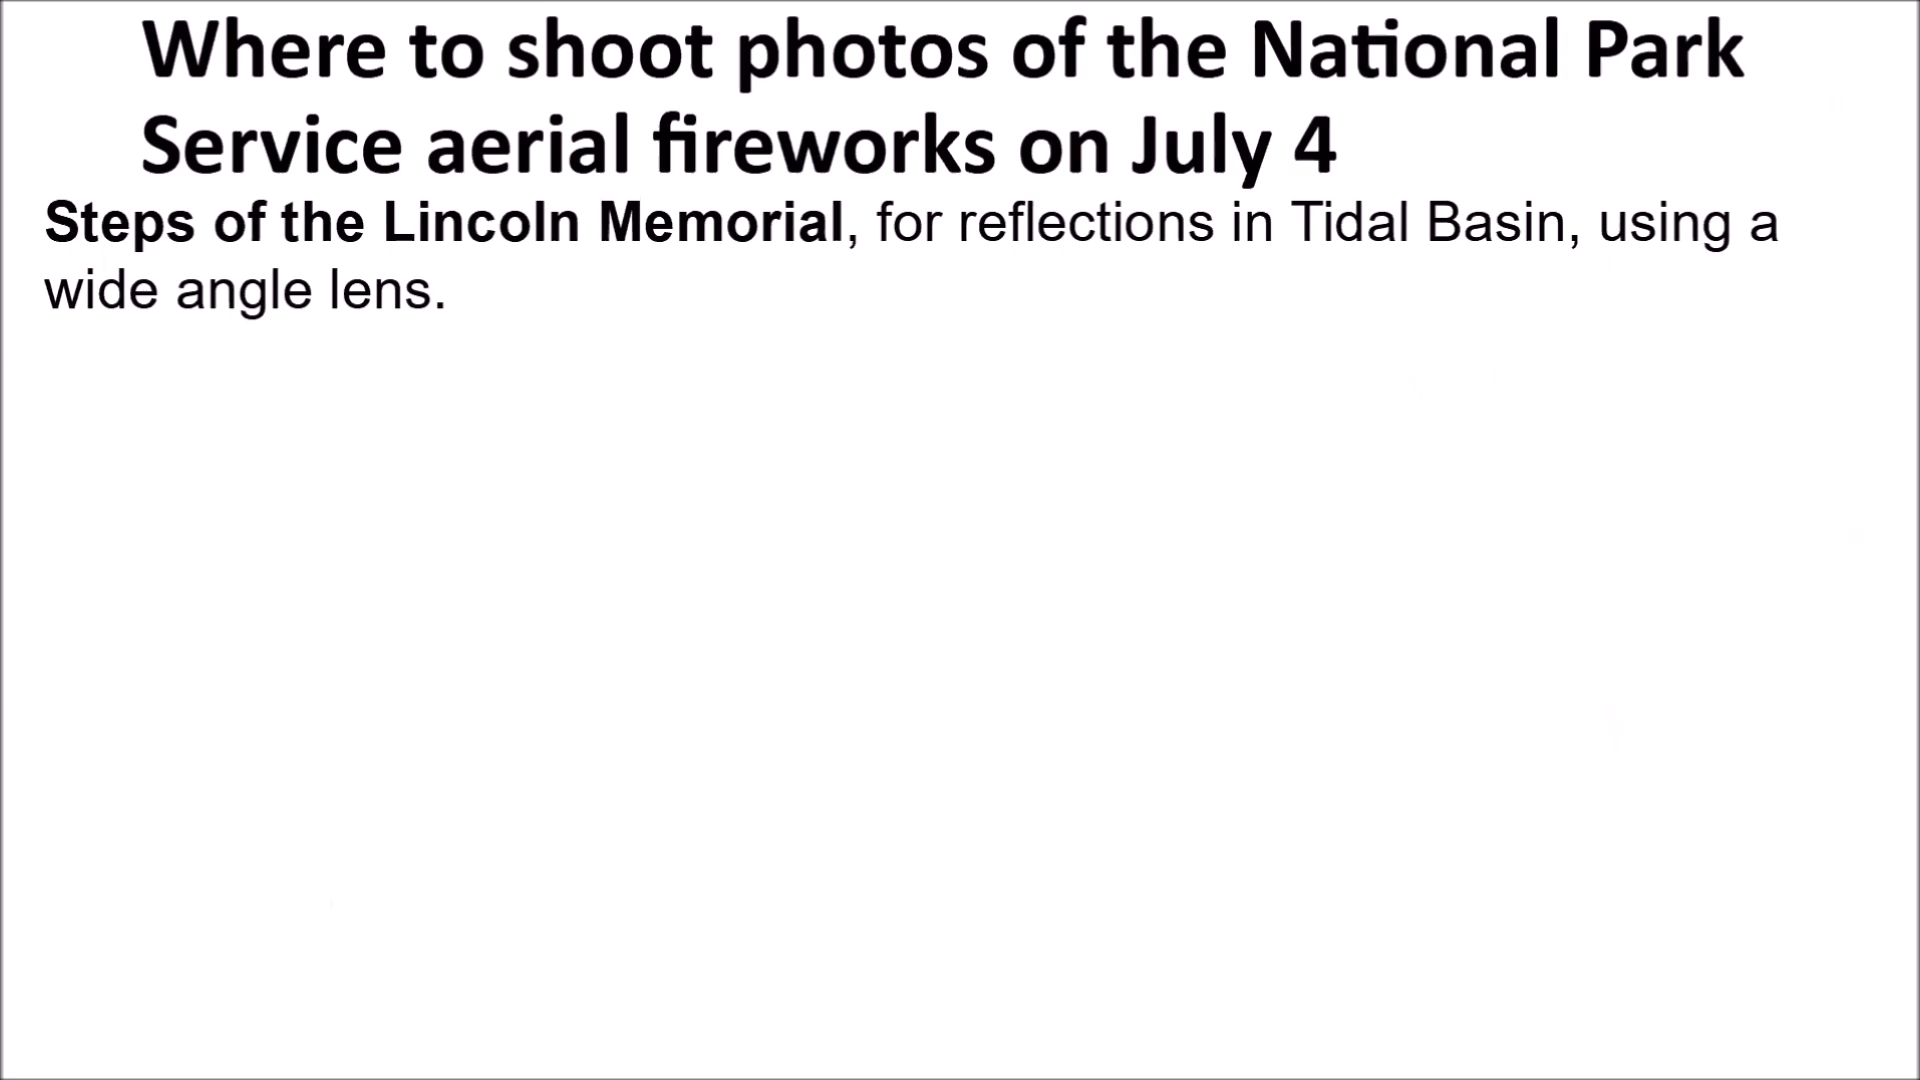 Where to shoot photos of the National Park
Service aerial fireworks on July 4
Steps of the Lincoln Memorial, for reflections in Tidal Basin, using a
wide angle lens.